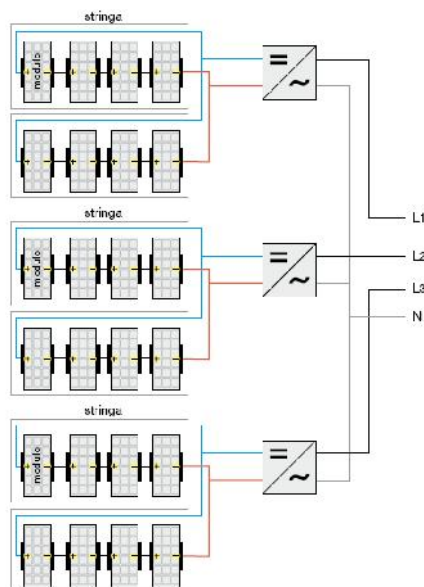 stringa
modulo
L1
stringa
modulo
L2
L3
N
stringa
modulo